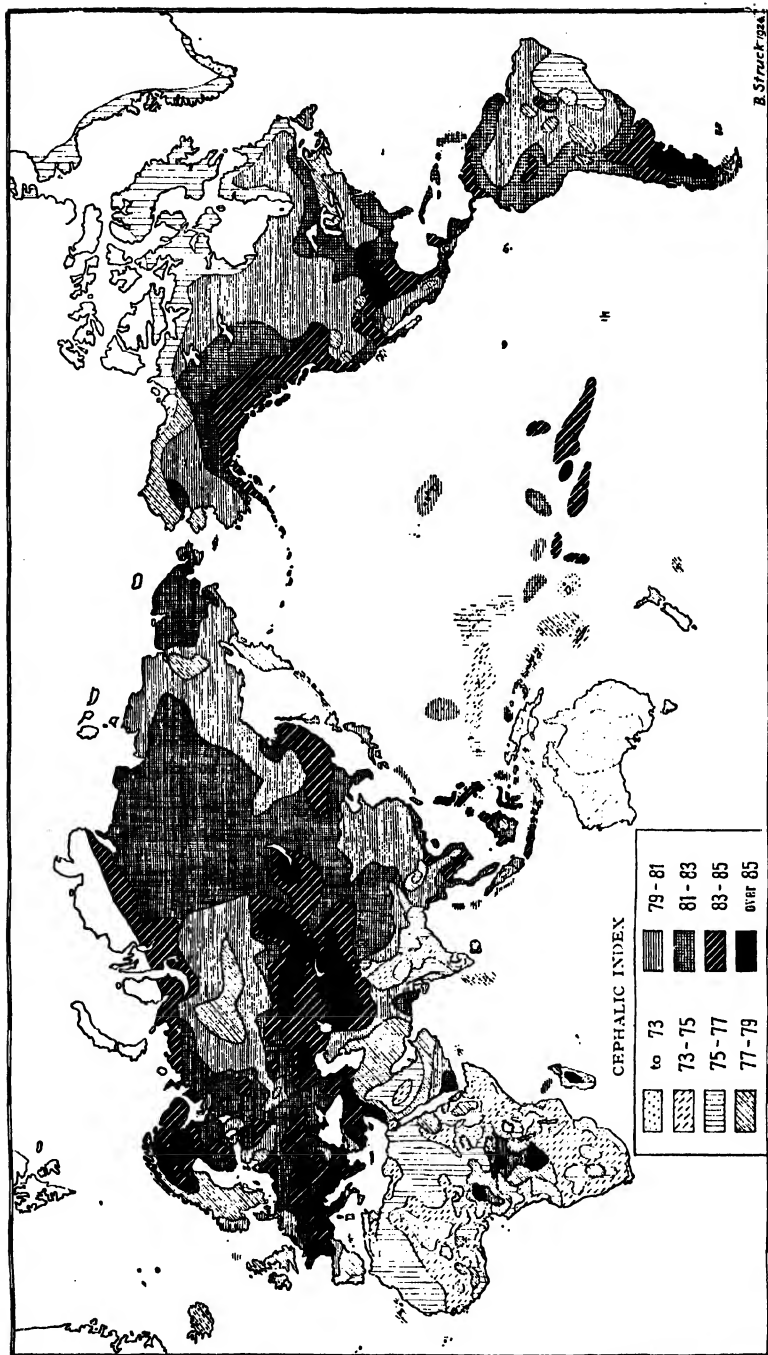 CEPHALIC INDEX
to 73
73 - 75
75 - 77
77 - 79
79 - 81
81 - 83
83 - 85
over 85
B. Struck 1924